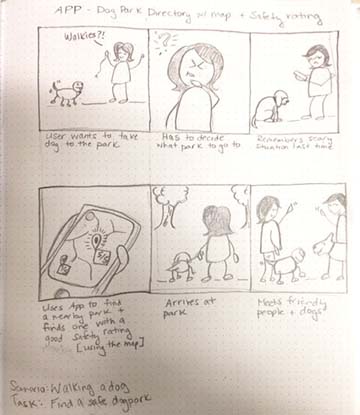 APP - Dog Park Directory w/ map + Safety rating
Walkies?!
?
User wants to take
dog to the park
Has to decide
what park to go to
Remembers scary
situation last time
Uses App to find
a nearby park +
finds one with a
good safety rating
[using the map]
Arrives at
park
Meets friendly
people + dogs
Scenario: Walking a dog
Task: Find a safe dogpark